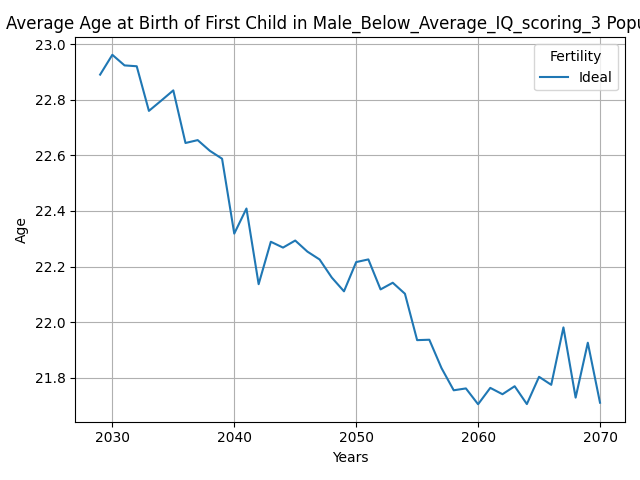 Average Age at Birth of First Child in Male_Below_Average_IQ_scoring_3 Popu
23.0
22.8
22.6
22.4
22.2
22.0
21.8
Age
Fertility
Ideal
2030 2040 2050 2060 2070
Years